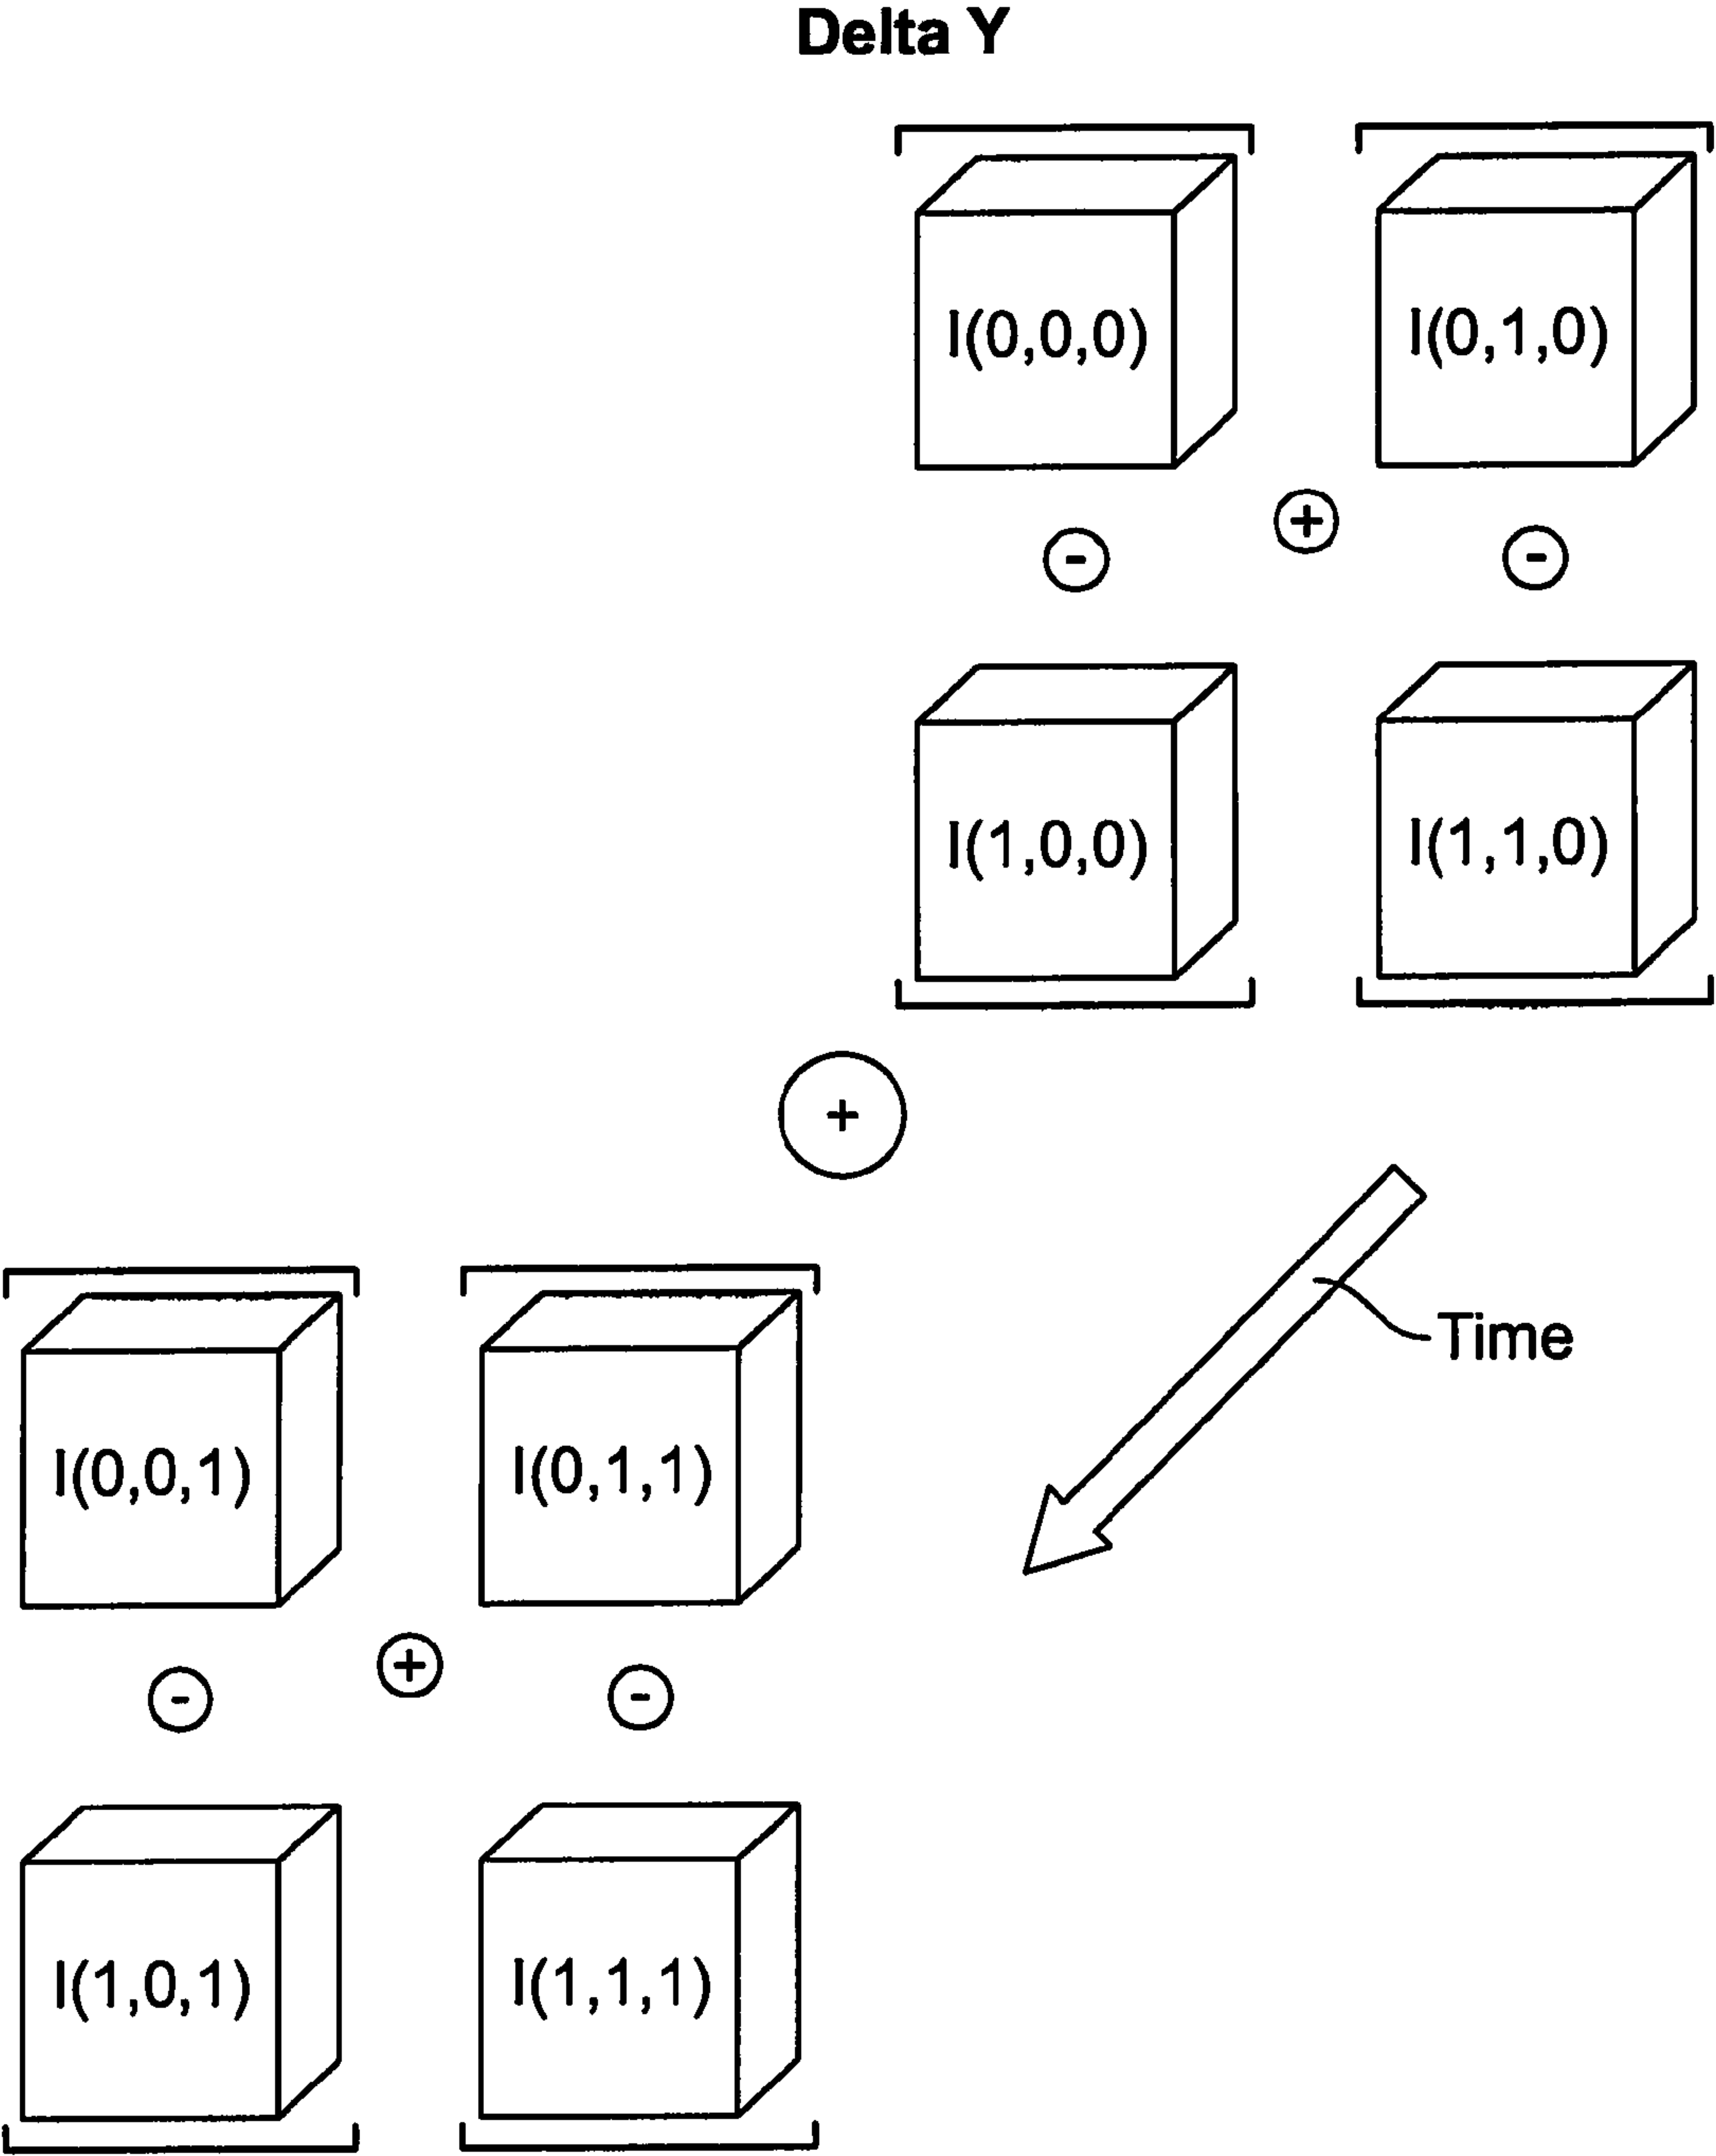 Delta Y
I(0,0,0) I(0,1,0)
+
- -
I(1,0,0) I(1,1,0)
+
Time
I(0,0,1) I(0,1,1)
+
- -
I(1,0,1) I(1,1,1)